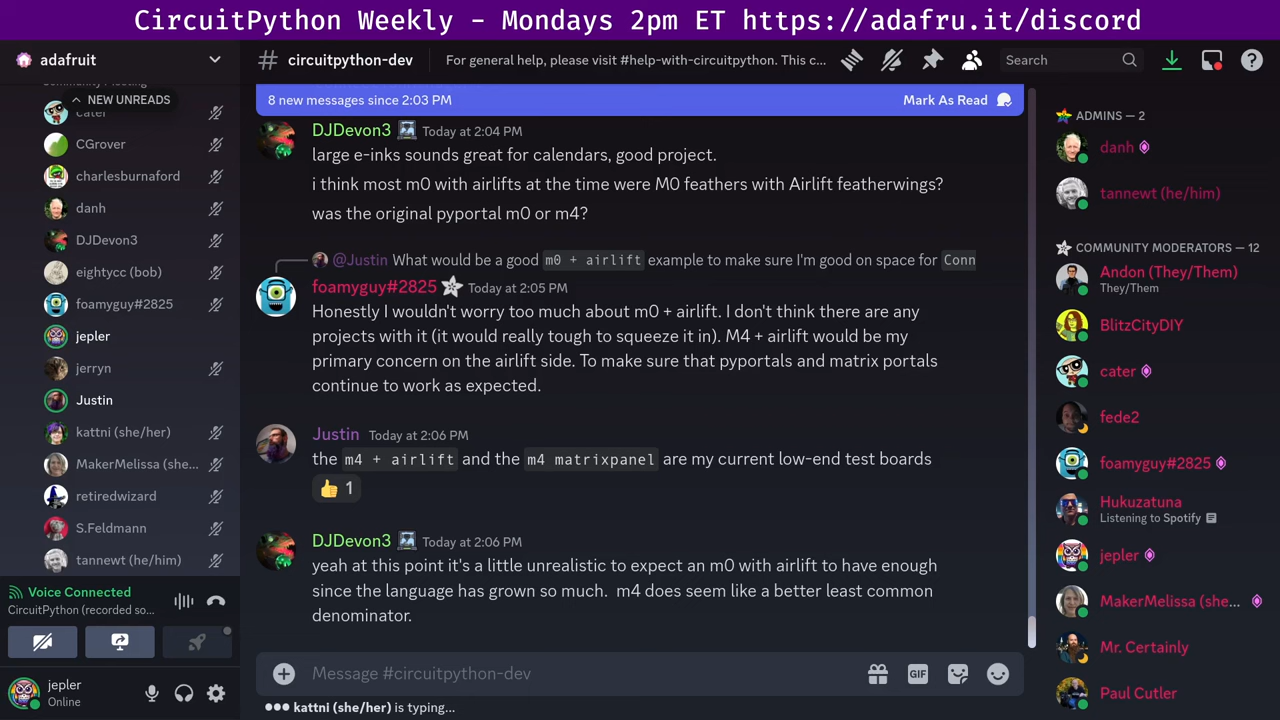 CircuitPython Weekly - Mondays 2pm ET https://adafru.it/discord
adafruit
NEW UNREADS
cater
CGrover
charlesburnaford
danh
DJDevon3
eightycc (bob)
foamyguy#2825
jepler
jerryn
Justin
kattni (she/her)
MakerMelissa (she...
retiredwizard
S.Feldmann
tannewt (he/him)
Voice Connected
CircuitPython (recorded so...
jepler
Online
# circuitpython-dev
For general help, please visit #help-with-circuitpython. This c...
Search
8 new messages since 2:03 PM
Mark As Read
DJDevon3 Today at 2:04 PM
large e-inks sounds great for calendars, good project.
i think most m0 with airlifts at the time were M0 feathers with Airlift featherwings?
was the original pyportal m0 or m4?
@Justin What would be a good m0 + airlift example to make sure I'm good on space for Conn
foamyguy#2825 Today at 2:05 PM
Honestly I wouldn't worry too much about m0 + airlift. I don't think there are any
projects with it (it would really tough to squeeze it in). M4 + airlift would be my
primary concern on the airlift side. To make sure that pyportals and matrix portals
continue to work as expected.
Justin Today at 2:06 PM
the m4 + airlift and the m4 matrixpanel are my current low-end test boards
👍 1
DJDevon3 Today at 2:06 PM
yeah at this point it's a little unrealistic to expect an m0 with airlift to have enough
since the language has grown so much.  m4 does seem like a better least common
denominator.
Message #circuitpython-dev
GIF
kattni (she/her) is typing...
ADMINS — 2
danh
tannewt (he/him)
COMMUNITY MODERATORS — 12
Andon (They/Them)
They/Them
BlitzCityDIY
cater
fede2
foamyguy#2825
Hukuzatuna
Listening to Spotify
jepler
MakerMelissa (she...
Mr. Certainly
Paul Cutler